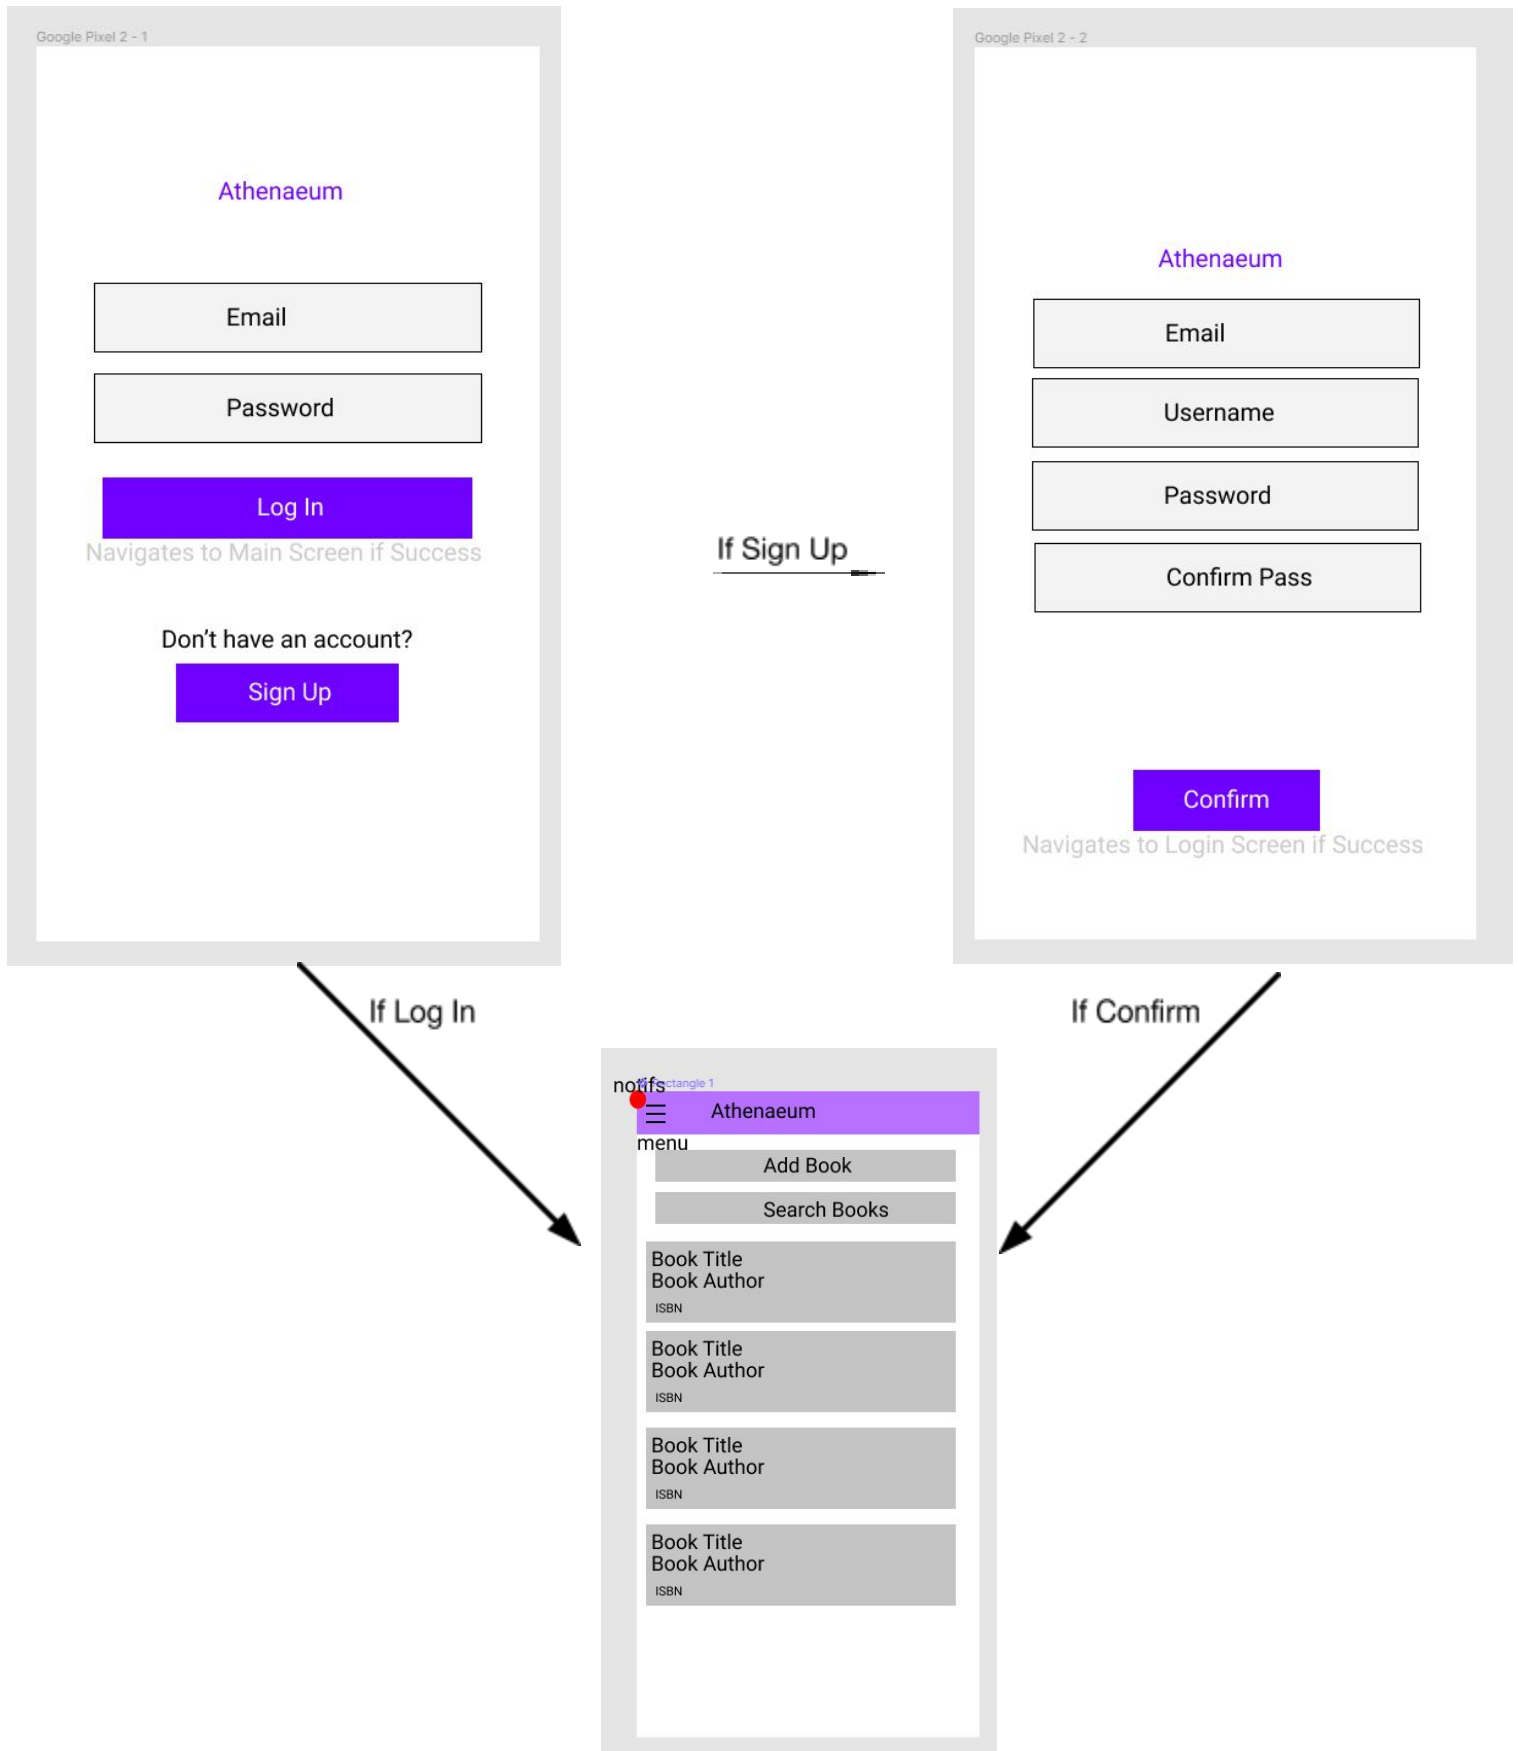 Google Pixel 2 - 1
Athenaeum
Email
Password
Log In
Navigates to Main Screen if Success
Don't have an account?
Sign Up
If Sign Up
Google Pixel 2 - 2
Athenaeum
Email
Username
Password
Confirm Pass
Confirm
Navigates to Login Screen if Success
If Log In
If Confirm
notifs
Rectangle 1
Athenaeum
menu
Add Book
Search Books
Book Title
Book Author
ISBN
Book Title
Book Author
ISBN
Book Title
Book Author
ISBN
Book Title
Book Author
ISBN